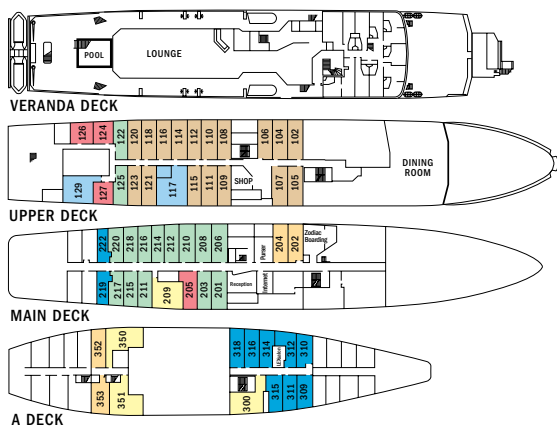 POOL
LOUNGE
VERANDA DECK
126 124 122 120 118 116 114 112 110 108 106 104 102
129 127 125 123 121 117 115 111 109 SHOP 107 105
DINING ROOM
UPPER DECK
222 220 218 216 214 212 210 208 206 Purser 204 202 Zodiac Boarding
219 217 215 211 209 205 203 201 Reception Internet
MAIN DECK
352 350 318 316 314 312 310
353 351 300 315 311 309
A DECK